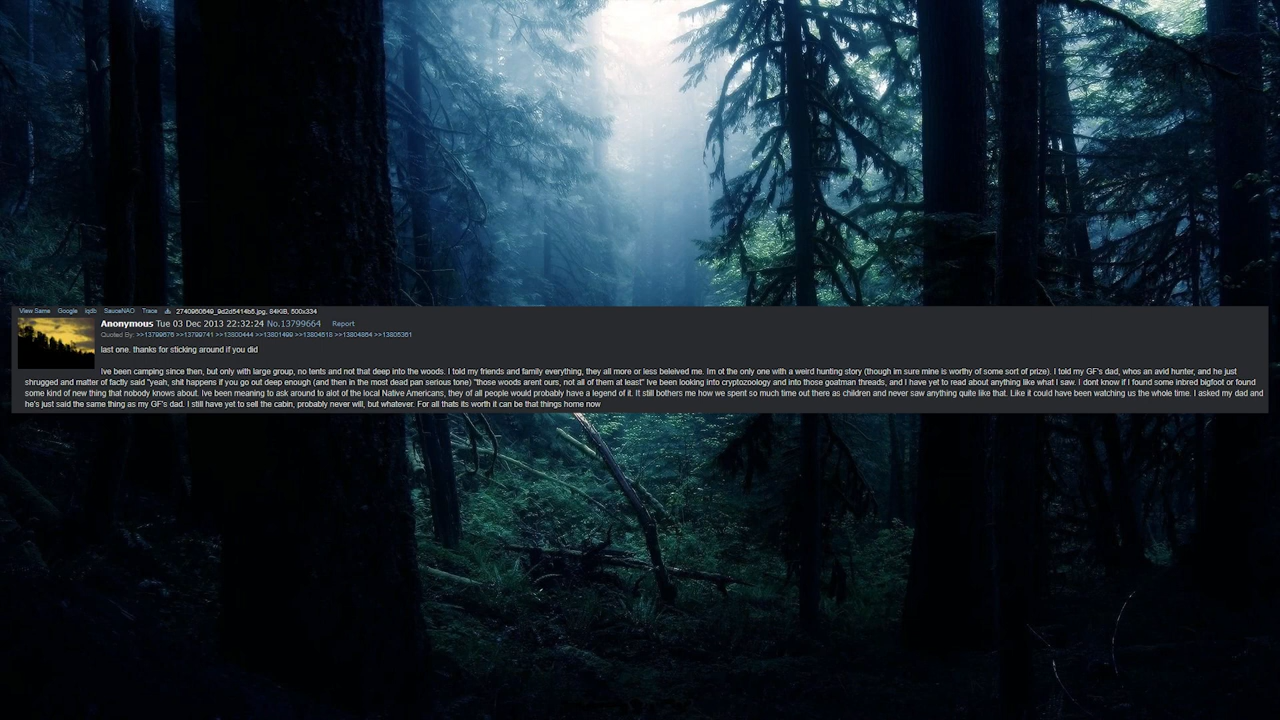 View Same Google iqdb SauceNAO Trace 2740960649_9d2d5414b6.jpg, 84KB, 500x334
Anonymous Tue 03 Dec 2013 22:32:24 No.13799664 Report
Quoted By: >>13799676 >>13799741 >>13800444 >>13801499 >>13804518 >>13804864 >>13805361
last one. thanks for sticking around if you did
Ive been camping since then, but only with large group, no tents and not that deep into the woods. I told my friends and family everything, they all more or less beleived me. Im ot the only one with a weird hunting story (though im sure mine is worthy of some sort of prize). I told my GF's dad, whos an avid hunter, and he just
shrugged and matter of factly said "yeah, shit happens if you go out deep enough (and then in the most dead pan serious tone) "those woods arent ours, not all of them at least" Ive been looking into cryptozoology and into those goatman threads, and i have yet to read about anything like what I saw. I dont know if I found some inbred bigfoot or found
some kind of new thing that nobody knows about. Ive been meaning to ask around to alot of the local Native Americans, they of all people would probably have a legend of it. It still bothers me how we spent so much time out there as children and never saw anything quite like that. Like it could have been watching us the whole time. I asked my dad and
he's just said the same thing as my GF's dad. I still have yet to sell the cabin, probably never will, but whatever. For all thats its worth it can be that things home now